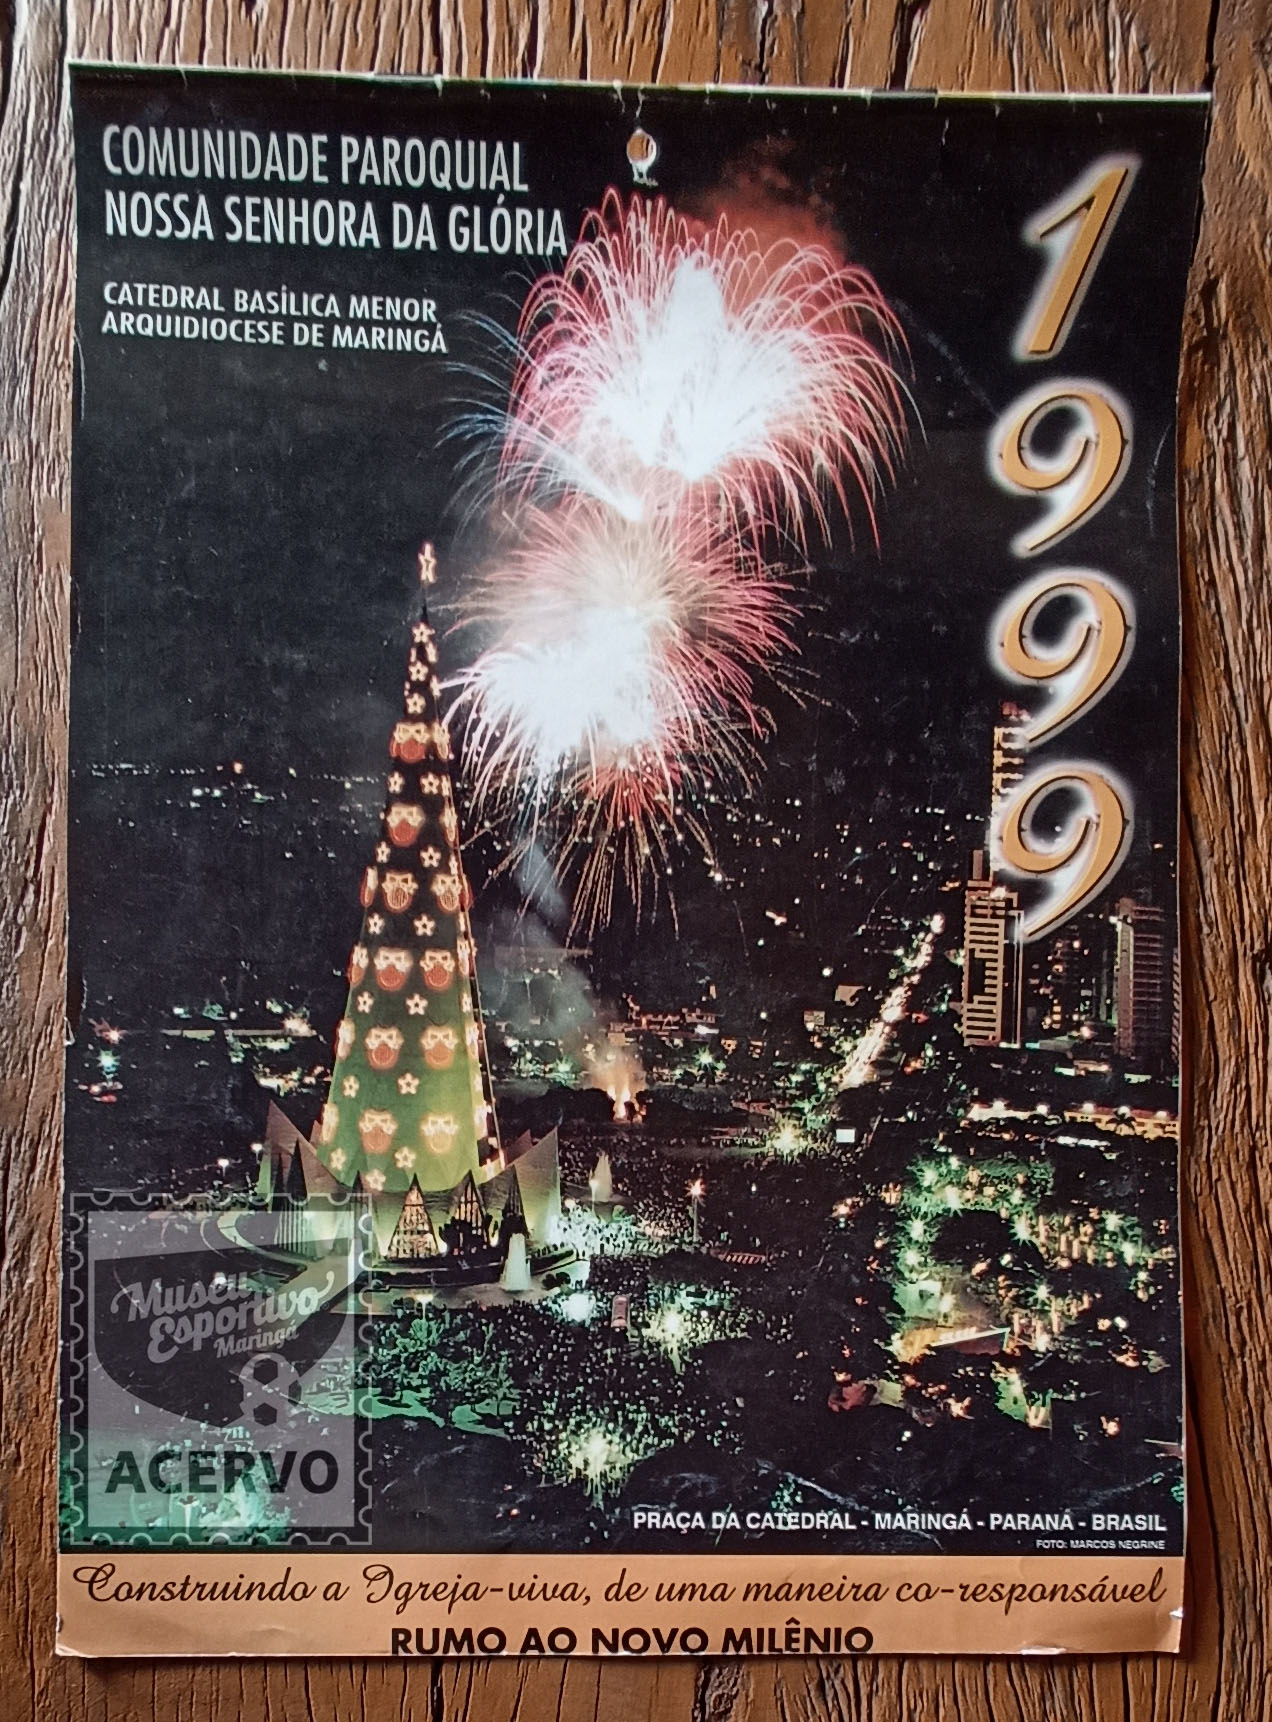 COMUNIDADE PAROQUIAL
NOSSA SENHORA DA GLÓRIA
CATEDRAL BASÍLICA MENOR
ARQUIDIOCESE DE MARINGÁ
1999
Museu
Esportivo
Maringá
ACERVO
PRAÇA DA CATEDRAL - MARINGÁ - PARANÁ - BRASIL
FOTO: MARCOS NEGRINE
Construindo a Igreja-viva, de uma maneira co-responsável
RUMO AO NOVO MILÊNIO